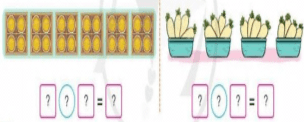 ? ? ? = ? ? ? ? = ?